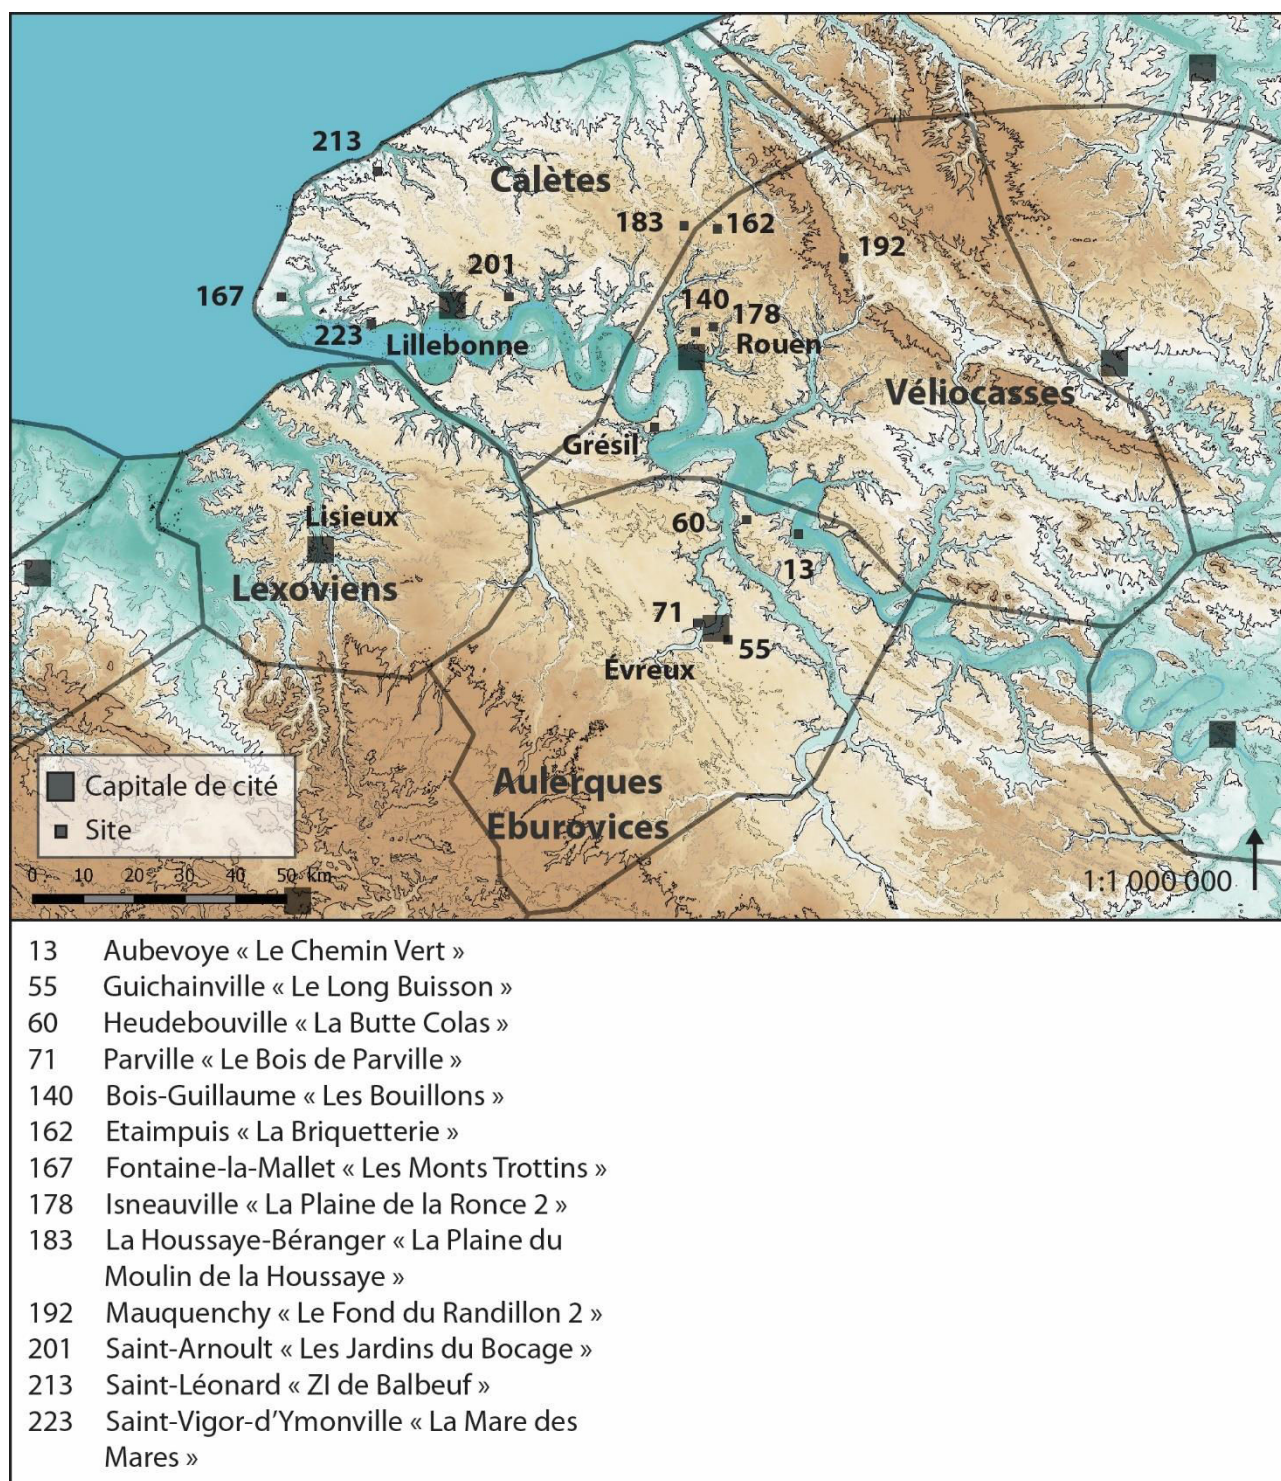 213
Calètes
183
162
192
201
167
140
178
223
Lillebonne
Rouen
Véliocasses
Grésil
Lisieux
60
13
Lexoviens
71
55
Évreux
Aulerques
Eburovices
Capitale de cité
Site
0 10 20 30 40 50 km
1:1 000 000
13 Aubevoye « Le Chemin Vert »
55 Guichainville « Le Long Buisson »
60 Heudebouville « La Butte Colas »
71 Parville « Le Bois de Parville »
140 Bois-Guillaume « Les Bouillons »
162 Etaimpuis « La Briquetterie »
167 Fontaine-la-Mallet « Les Monts Trottins »
178 Isneauville « La Plaine de la Ronce 2 »
183 La Houssaye-Béranger « La Plaine du
Moulin de la Houssaye »
192 Mauquenchy « Le Fond du Randillon 2 »
201 Saint-Arnoult « Les Jardins du Bocage »
213 Saint-Léonard « ZI de Balbeuf »
223 Saint-Vigor-d’Ymonville « La Mare des
Mares »